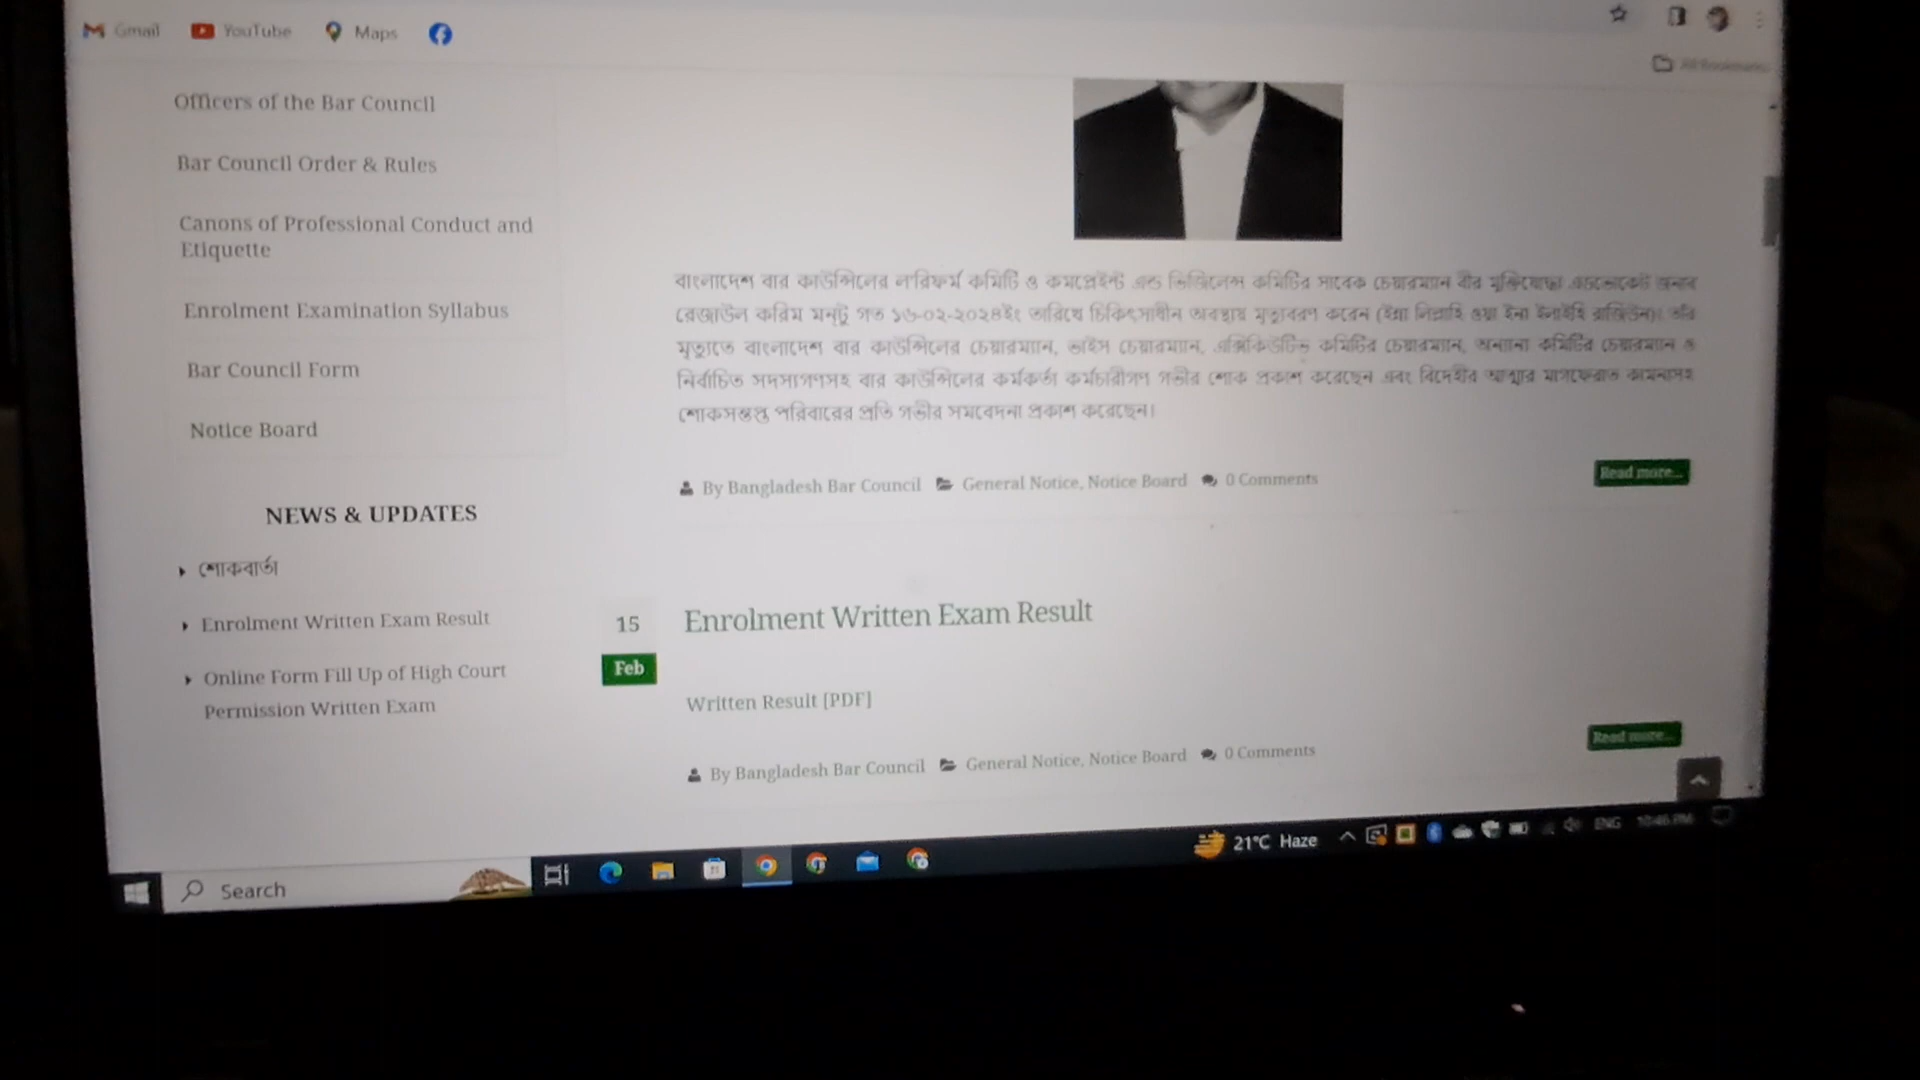 Gmail YouTube Maps
All Bookmarks
Officers of the Bar Council
Bar Council Order & Rules
Canons of Professional Conduct and
Etiquette
Enrolment Examination Syllabus
Bar Council Form
Notice Board
NEWS & UPDATES
শোকবার্তা
Enrolment Written Exam Result
Online Form Fill Up of High Court
Permission Written Exam
বাংলাদেশ বার কাউন্সিলের ল'রিফর্ম কমিটি ও কমপ্লেইন্ট এন্ড ভিজিলেন্স কমিটির সাবেক চেয়ারম্যান বীর মুক্তিযোদ্ধা এডভোকেট জনাব
রেজাউল করিম মন্টু গত ১৬-০২-২০২৪ইং তারিখে চিকিৎসাধীন অবস্থায় মৃত্যুবরণ করেন (ইন্না লিল্লাহি ওয়া ইন্না ইলাইহি রাজিউন)। তাঁর
মৃত্যুতে বাংলাদেশ বার কাউন্সিলের চেয়ারম্যান, ভাইস চেয়ারম্যান, এক্সিকিউটিভ কমিটির চেয়ারম্যান, অন্যান্য কমিটির চেয়ারম্যান ও
নির্বাচিত সদস্যগণসহ বার কাউন্সিলের কর্মকর্তা কর্মচারীগণ গভীর শোক প্রকাশ করেছেন এবং বিদেহীর আত্মার মাগফেরাত কামনাসহ
শোকসন্তপ্ত পরিবারের প্রতি গভীর সমবেদনা প্রকাশ করেছেন।
By Bangladesh Bar Council General Notice, Notice Board 0 Comments
Read more...
15
Feb
Enrolment Written Exam Result
Written Result [PDF]
By Bangladesh Bar Council General Notice, Notice Board 0 Comments
Read more...
Search
21°C Haze
ENG 10:46 PM